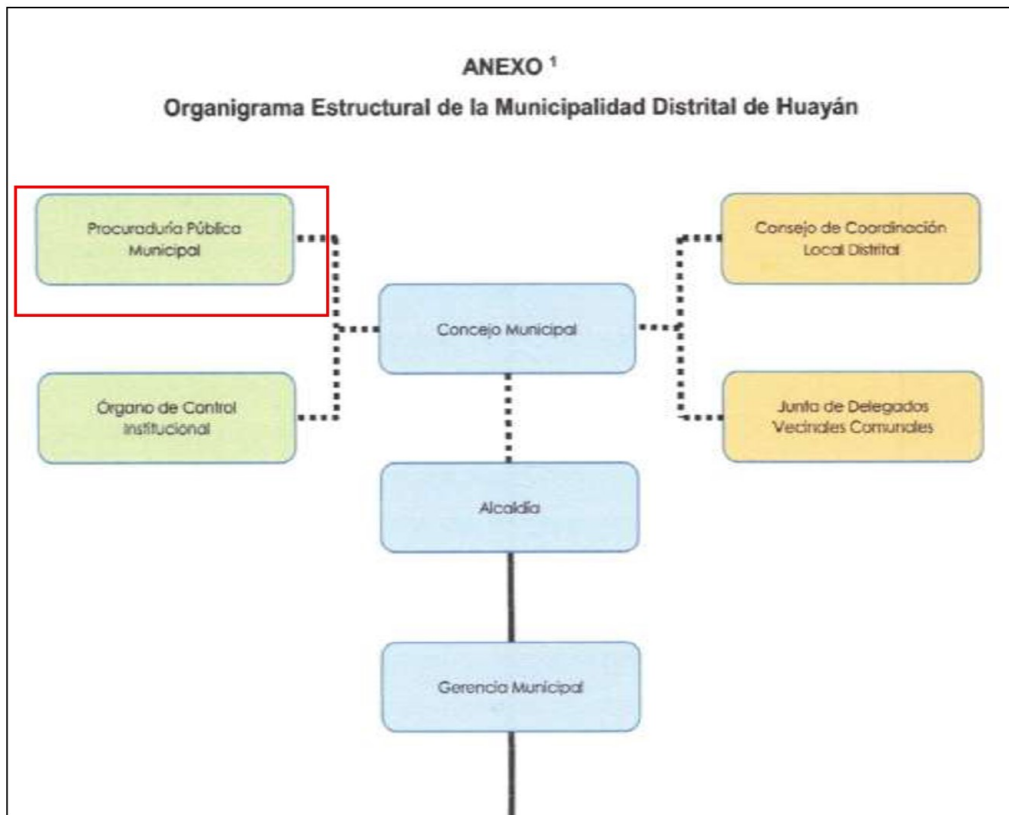 ANEXO ¹
Organigrama Estructural de la Municipalidad Distrital de Huayán
Procuraduría Pública
Municipal
Consejo de Coordinación
Local Distrital
Concejo Municipal
Órgano de Control
Institucional
Junta de Delegados
Vecinales Comunales
Alcaldía
Gerencia Municipal